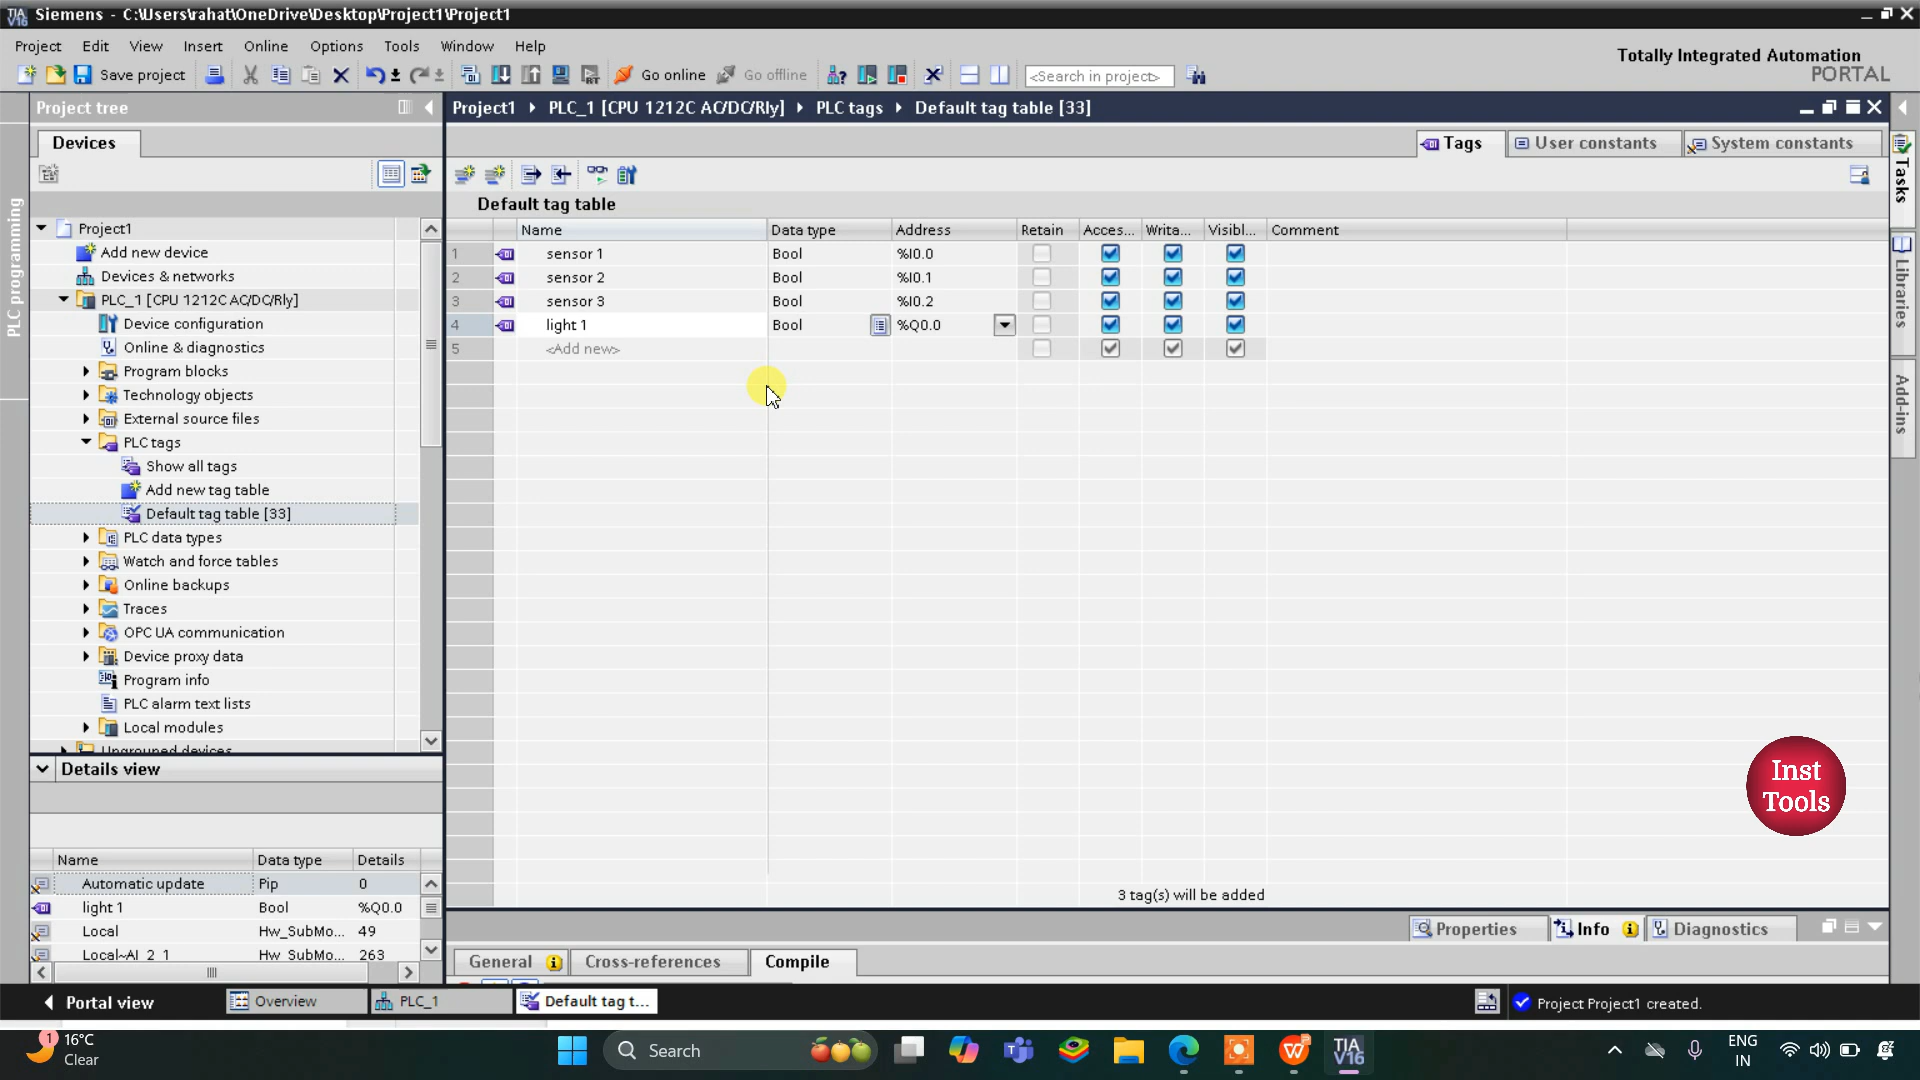 Siemens - C:\Users\rahat\OneDrive\Desktop\Project1\Project1
Project Edit View Insert Online Options Tools Window Help
Save project Go online Go offline <Search in project>
Totally Integrated Automation
PORTAL
Project tree
Project1 PLC_1 [CPU 1212C AC/DC/Rly] PLC tags Default tag table [33]
Devices
Tags User constants System constants
Default tag table
PLC programming
Tasks
Libraries
Add-ins
Name Data type Address Retain Acces... Writa... Visibl... Comment
1 sensor 1 Bool %I0.0
2 sensor 2 Bool %I0.1
3 sensor 3 Bool %I0.2
4 light 1 Bool %Q0.0
5 <Add new>
Project1
Add new device
Devices & networks
PLC_1 [CPU 1212C AC/DC/Rly]
Device configuration
Online & diagnostics
Program blocks
Technology objects
External source files
PLC tags
Show all tags
Add new tag table
Default tag table [33]
PLC data types
Watch and force tables
Online backups
Traces
OPC UA communication
Device proxy data
Program info
PLC alarm text lists
Local modules
Ungrouped devices
Details view
Name Data type Details
Automatic update Pip 0
light 1 Bool %Q0.0
Local Hw_SubMo... 49
Local~AI_2_1 Hw_SubMo... 263
3 tag(s) will be added
Inst
Tools
Properties Info Diagnostics
General Cross-references Compile
Portal view Overview PLC_1 Default tag t... Project Project1 created.
1 16°C
Clear
Search
TIA
V16
ENG
IN